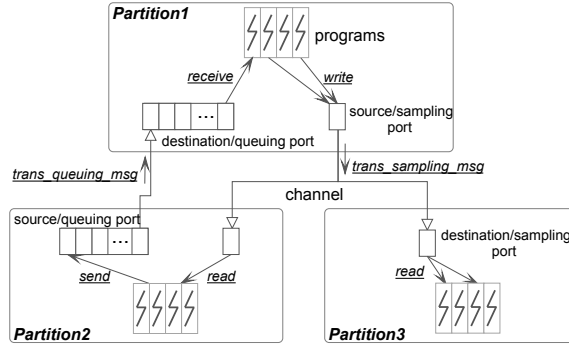 Partition1
programs
receive
write
...
source/sampling
port
destination/queuing port
trans_queuing_msg
trans_sampling_msg
channel
source/queuing port
...
destination/sampling
port
send
read
read
Partition2
Partition3